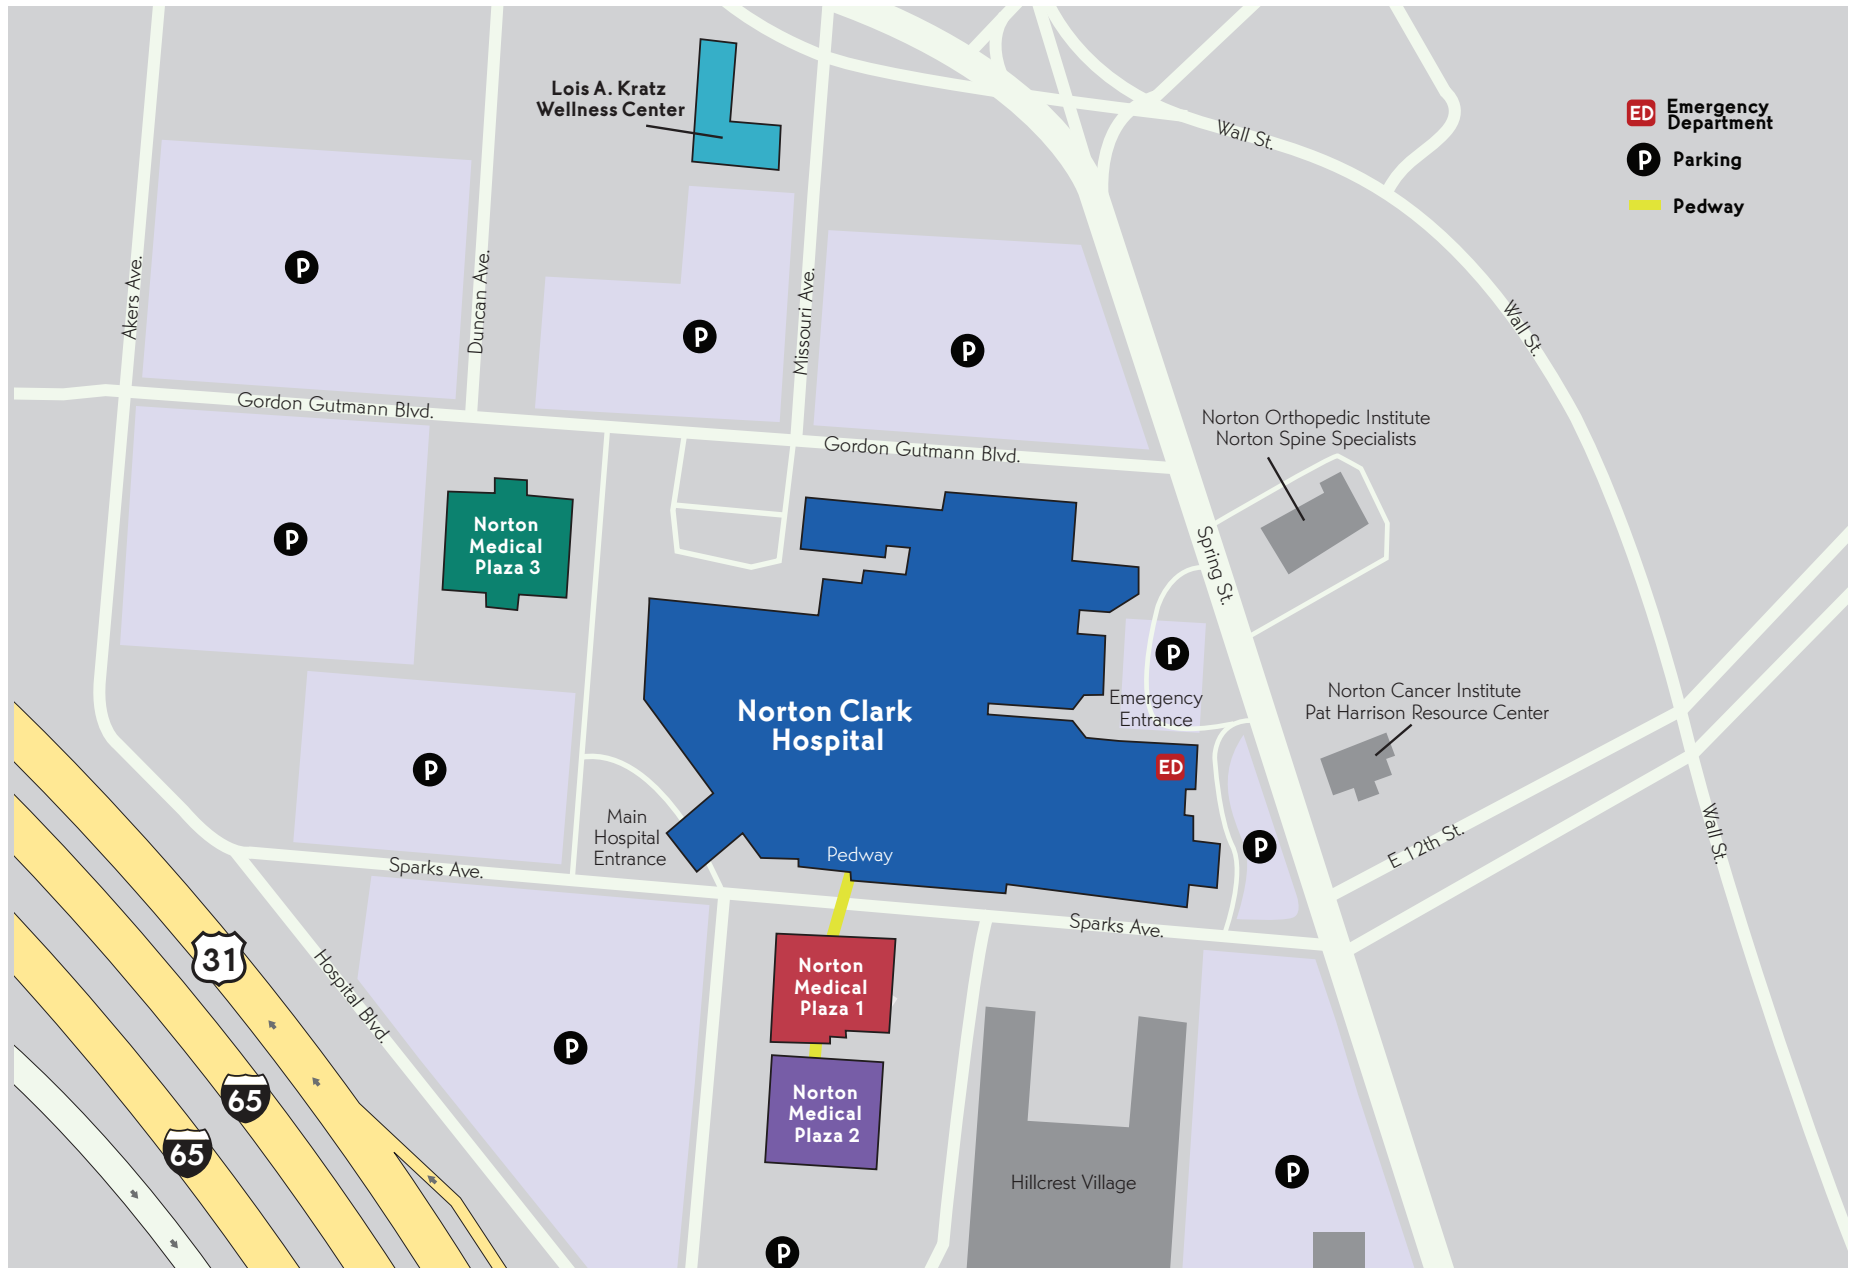 Lois A. Kratz
Wellness Center
ED Emergency
Department
P Parking
Pedway
Wall St.
Akers Ave.
P
Duncan Ave.
P
Missouri Ave.
P
Wall St.
Gordon Gutmann Blvd.
Gordon Gutmann Blvd.
Norton Orthopedic Institute
Norton Spine Specialists
P
Norton
Medical
Plaza 3
Spring St.
P
Emergency
Entrance
Norton Clark
Hospital
Norton Cancer Institute
Pat Harrison Resource Center
P
ED
Main
Hospital
Entrance
Pedway
P
E 12th St.
Wall St.
Sparks Ave.
Sparks Ave.
31
Hospital Blvd.
Norton
Medical
Plaza 1
P
65
65
Norton
Medical
Plaza 2
Hillcrest Village
P
P